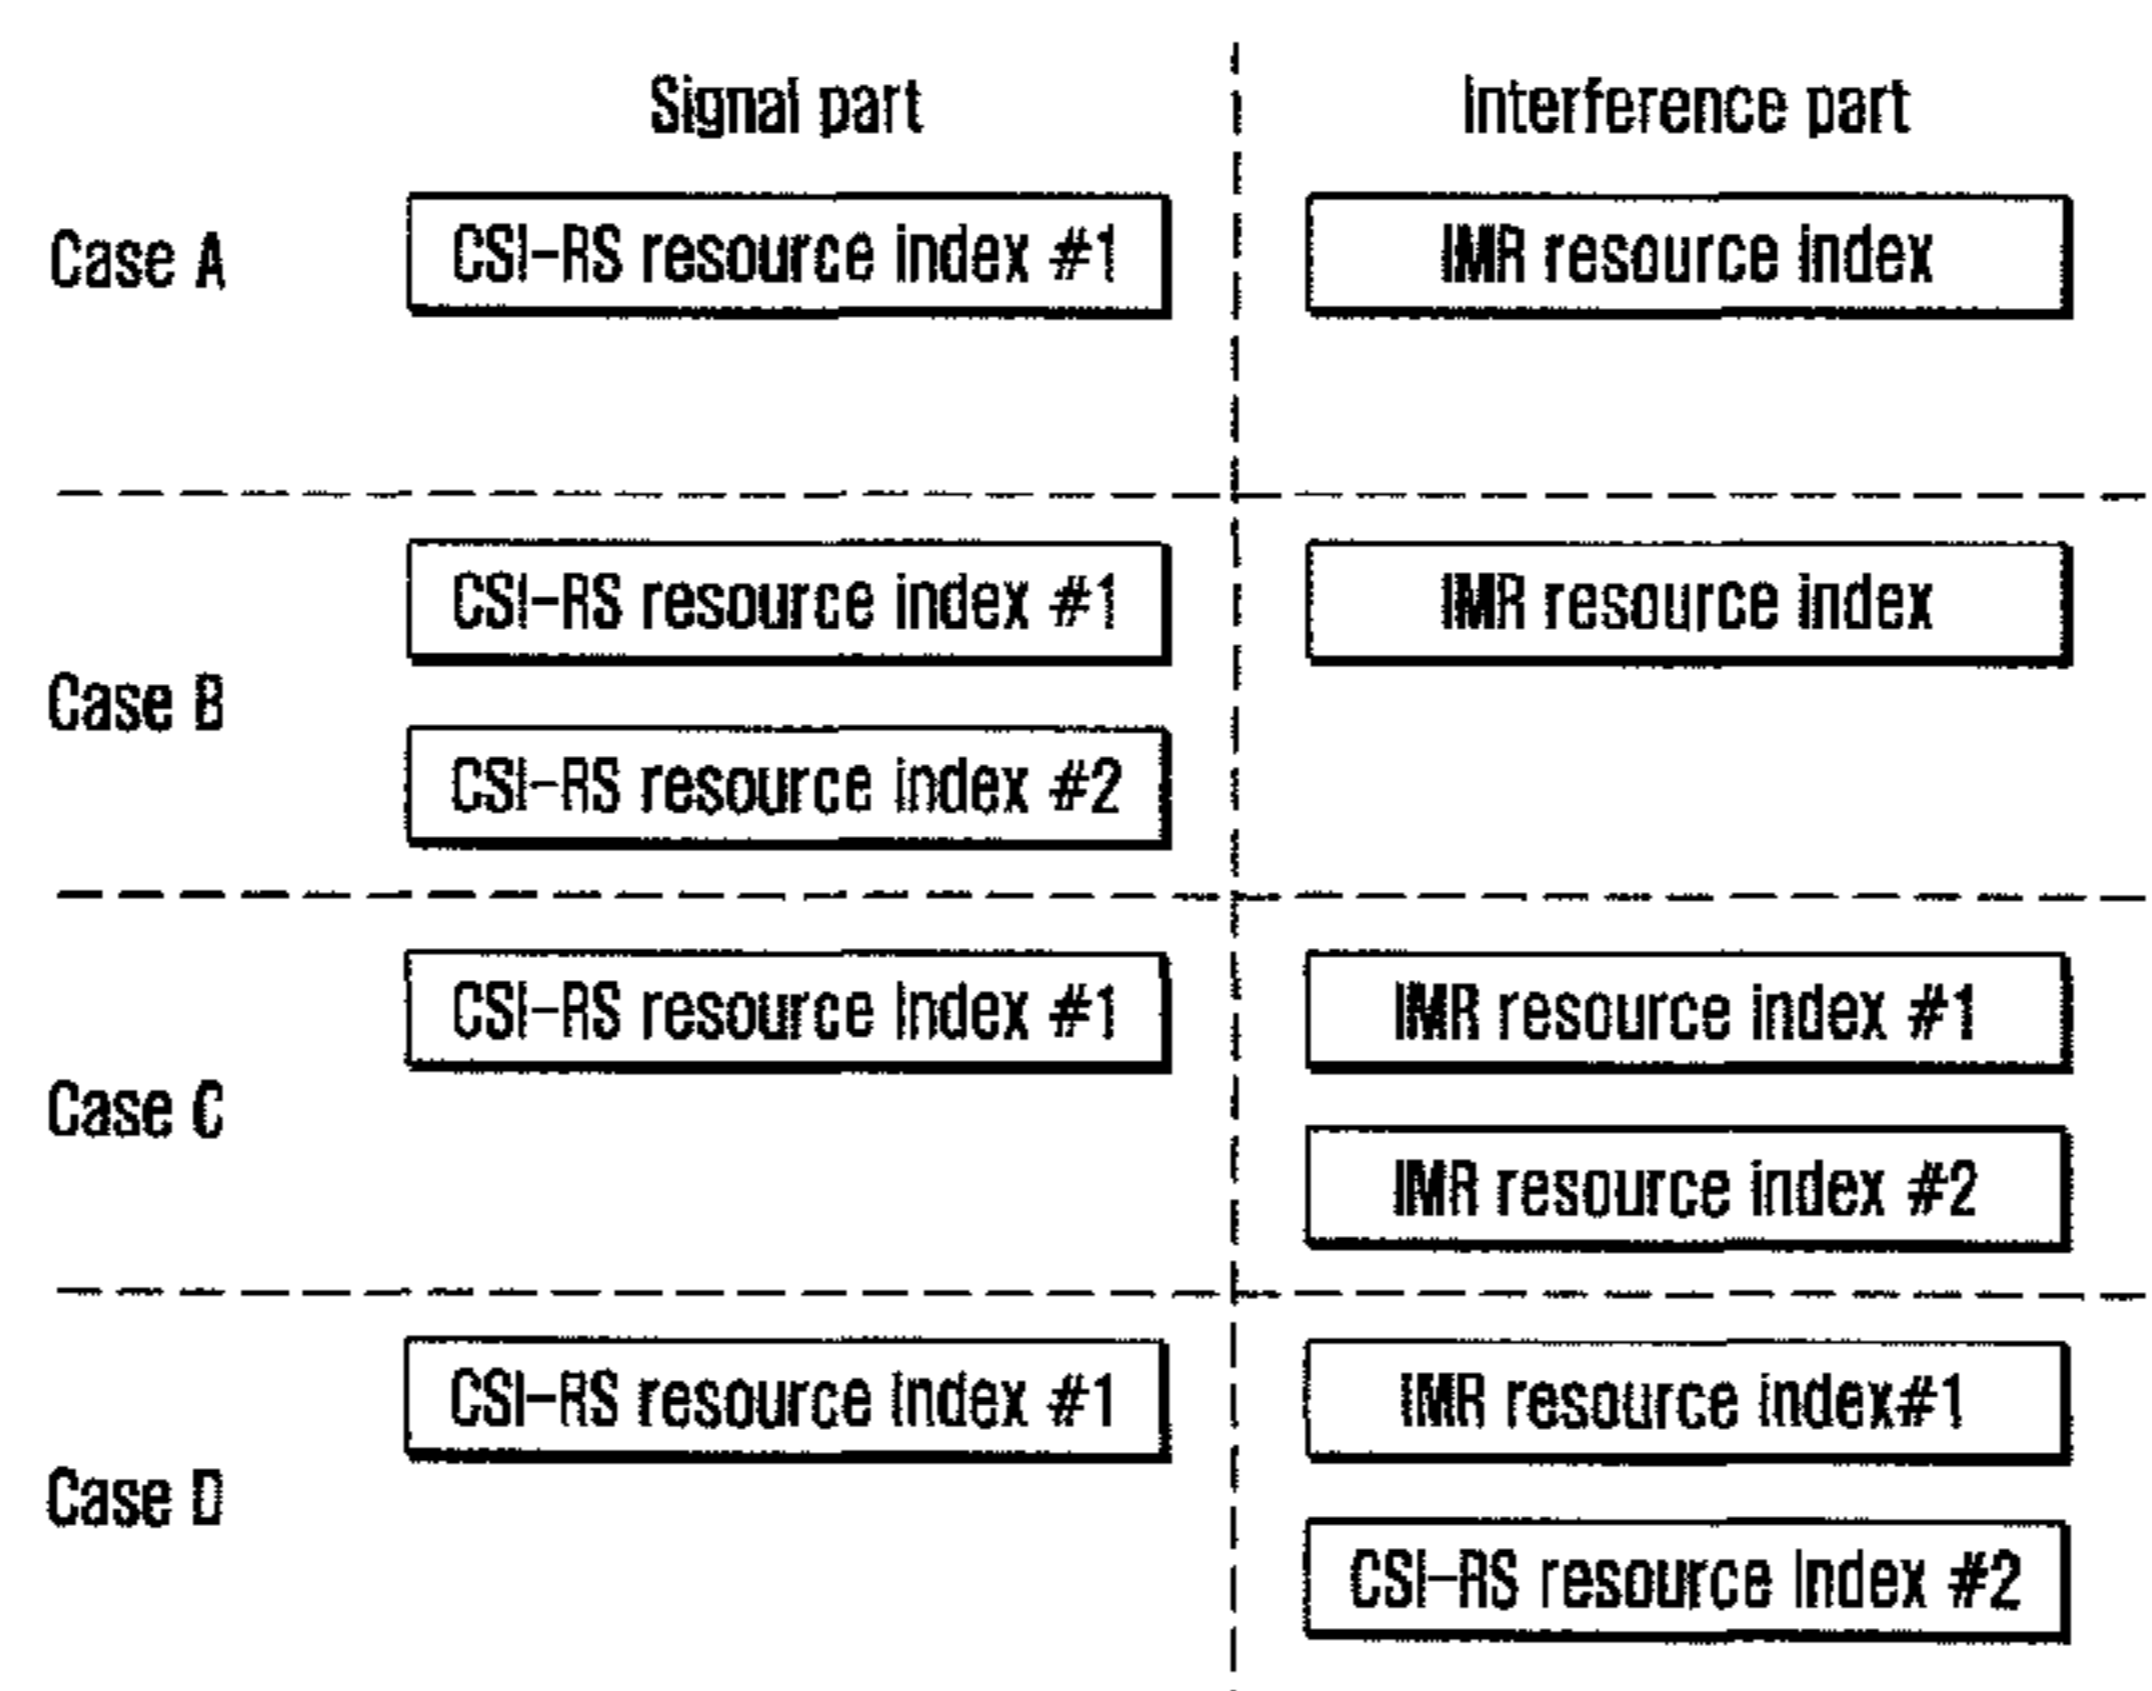 Signal part
Interference part
Case A
CSI-RS resource index #1
IMR resource index
Case B
CSI-RS resource index #1
IMR resource index
CSI-RS resource index #2
Case C
CSI-RS resource index #1
IMR resource index #1
IMR resource index #2
Case D
CSI-RS resource index #1
IMR resource index#1
CSI-RS resource index #2